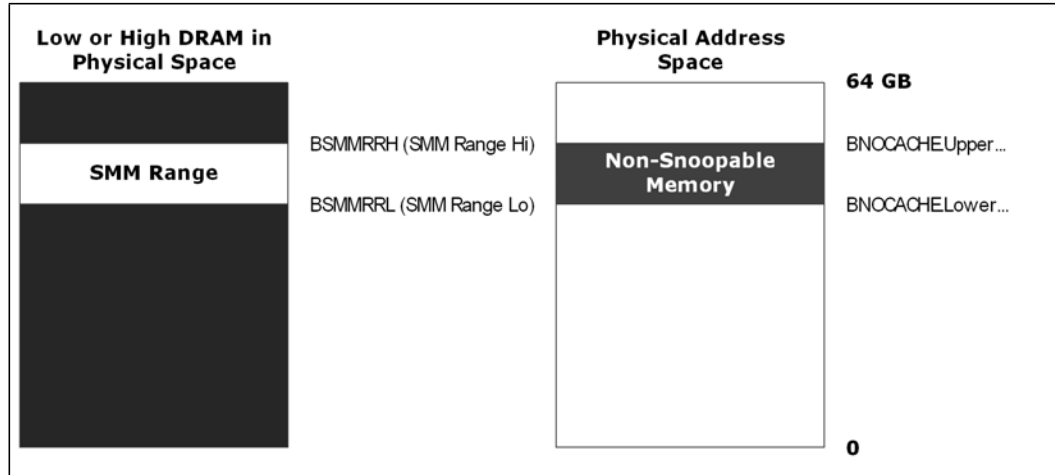 Low or High DRAM in
Physical Space
BSMMRRH (SMM Range Hi)
SMM Range
BSMMRRL (SMM Range Lo)
Physical Address
Space
64 GB
BNOCACHE.Upper...
Non-Snoopable
Memory
BNOCACHE.Lower...
0